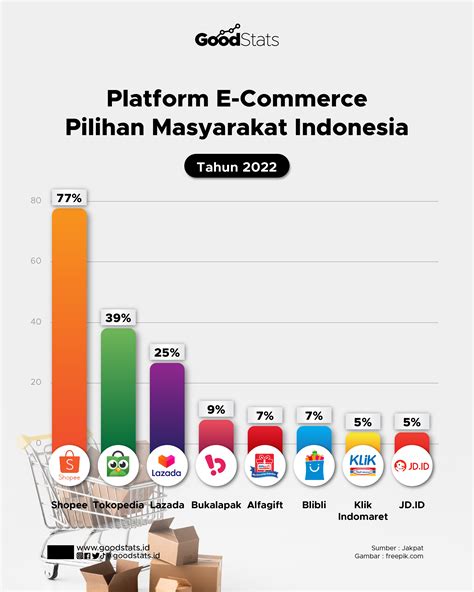 GoodStats
Platform E-Commerce
Pilihan Masyarakat Indonesia
Tahun 2022
80
77%
60
40
39%
25%
20
9%
7%
7%
5%
5%
0
Shopee
Lazada
KLIK
JD.ID
Shopee Tokopedia Lazada Bukalapak Alfagift Blibli Klik Indomaret JD.ID
www.goodstats.id
goodstats.id
Sumber : Jakpat
Gambar : freepik.com